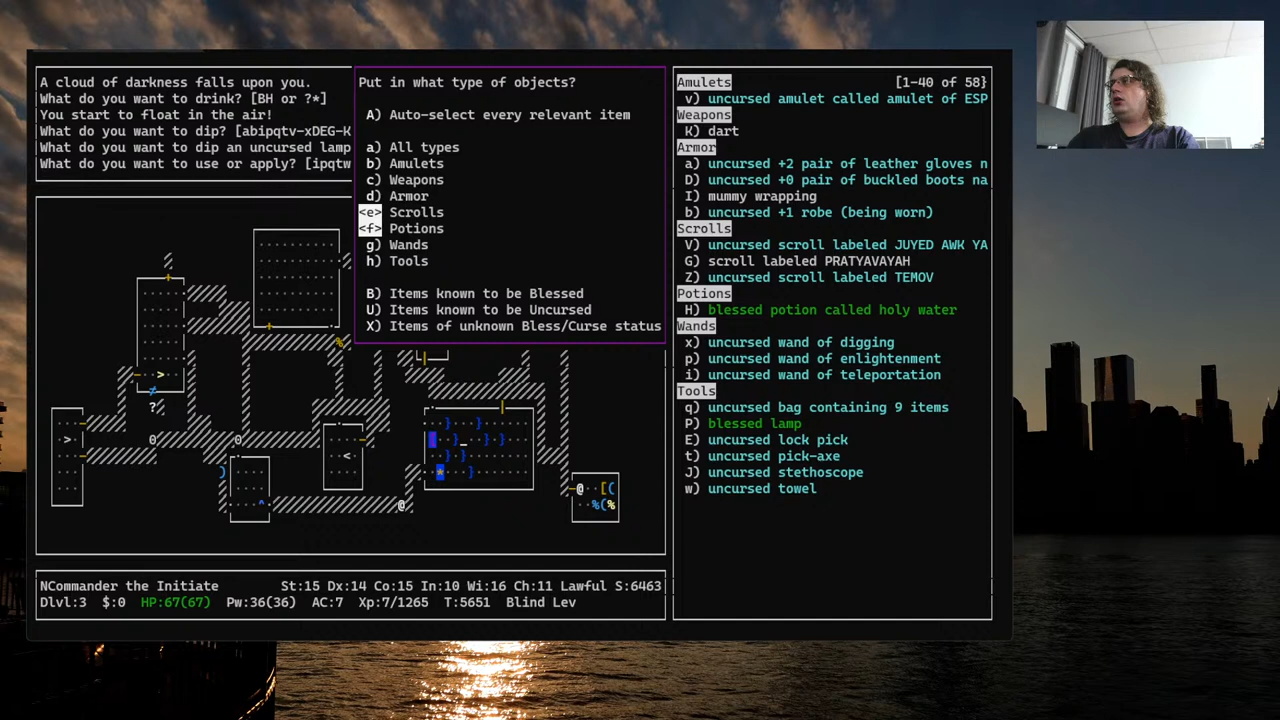 A cloud of darkness falls upon you.
What do you want to drink? [BH or ?*]
You start to float in the air!
What do you want to dip? [abipqtv-xDEG-K
What do you want to dip an uncursed lamp
What do you want to use or apply? [ipqtw
Put in what type of objects?
A) Auto-select every relevant item
a) All types
b) Amulets
c) Weapons
d) Armor
<e> Scrolls
<f> Potions
g) Wands
h) Tools
B) Items known to be Blessed
U) Items known to be Uncursed
X) Items of unknown Bless/Curse status
Amulets [1-40 of 58}
v) uncursed amulet called amulet of ESP
Weapons
K) dart
Armor
a) uncursed +2 pair of leather gloves n
D) uncursed +0 pair of buckled boots na
I) mummy wrapping
b) uncursed +1 robe (being worn)
Scrolls
V) uncursed scroll labeled JUYED AWK YA
G) scroll labeled PRATYAVAYAH
Z) uncursed scroll labeled TEMOV
Potions
H) blessed potion called holy water
Wands
x) uncursed wand of digging
p) uncursed wand of enlightenment
i) uncursed wand of teleportation
Tools
q) uncursed bag containing 9 items
P) blessed lamp
E) uncursed lock pick
t) uncursed pick-axe
J) uncursed stethoscope
w) uncursed towel
NCommander the Initiate St:15 Dx:14 Co:15 In:10 Wi:16 Ch:11 Lawful S:6463
Dlvl:3 $:0 HP:67(67) Pw:36(36) AC:7 Xp:7/1265 T:5651 Blind Lev